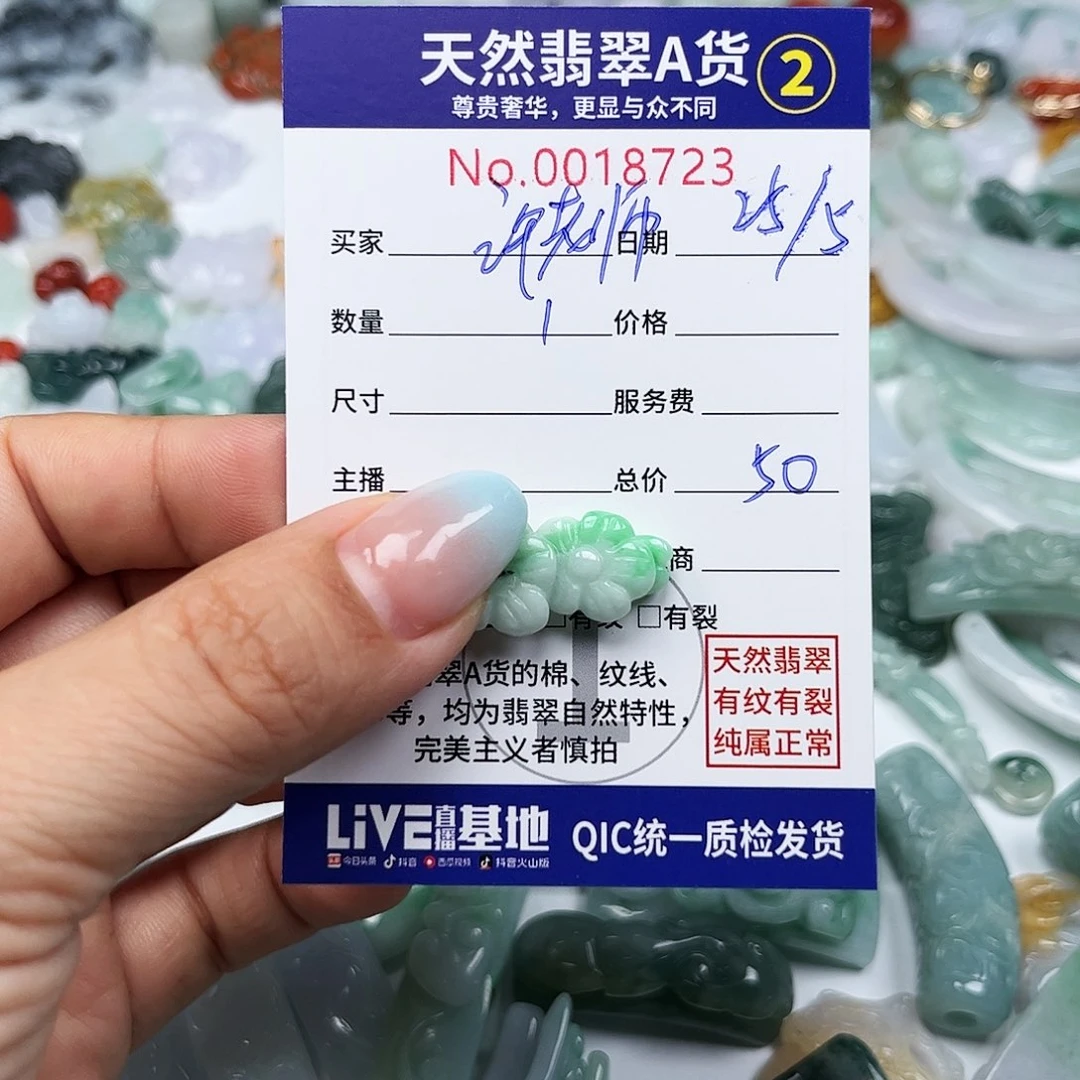 天然翡翠A货 2
尊贵奢华，更显与众不同
No.0018723
买家 许老师 日期 25/5
数量 1 价格
尺寸 服务费
主播 总价 50
商
有纹 □有裂
翠A货的棉、纹线、
等，均为翡翠自然特性，
完美主义者慎拍
天然翡翠
有纹有裂
纯属正常
LiVE直播基地 QIC统一质检发货
今日头条 抖音 西瓜视频 抖音火山版